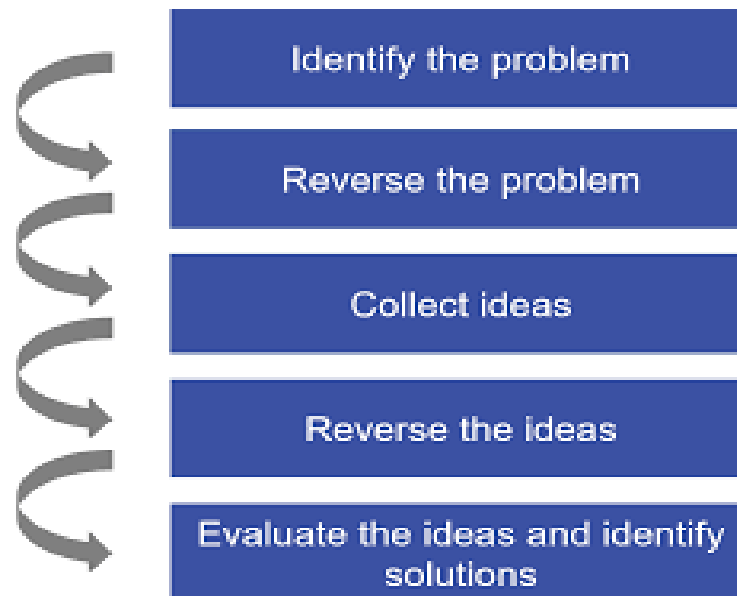 Identify the problem
Reverse the problem
Collect ideas
Reverse the ideas
Evaluate the ideas and identify
solutions